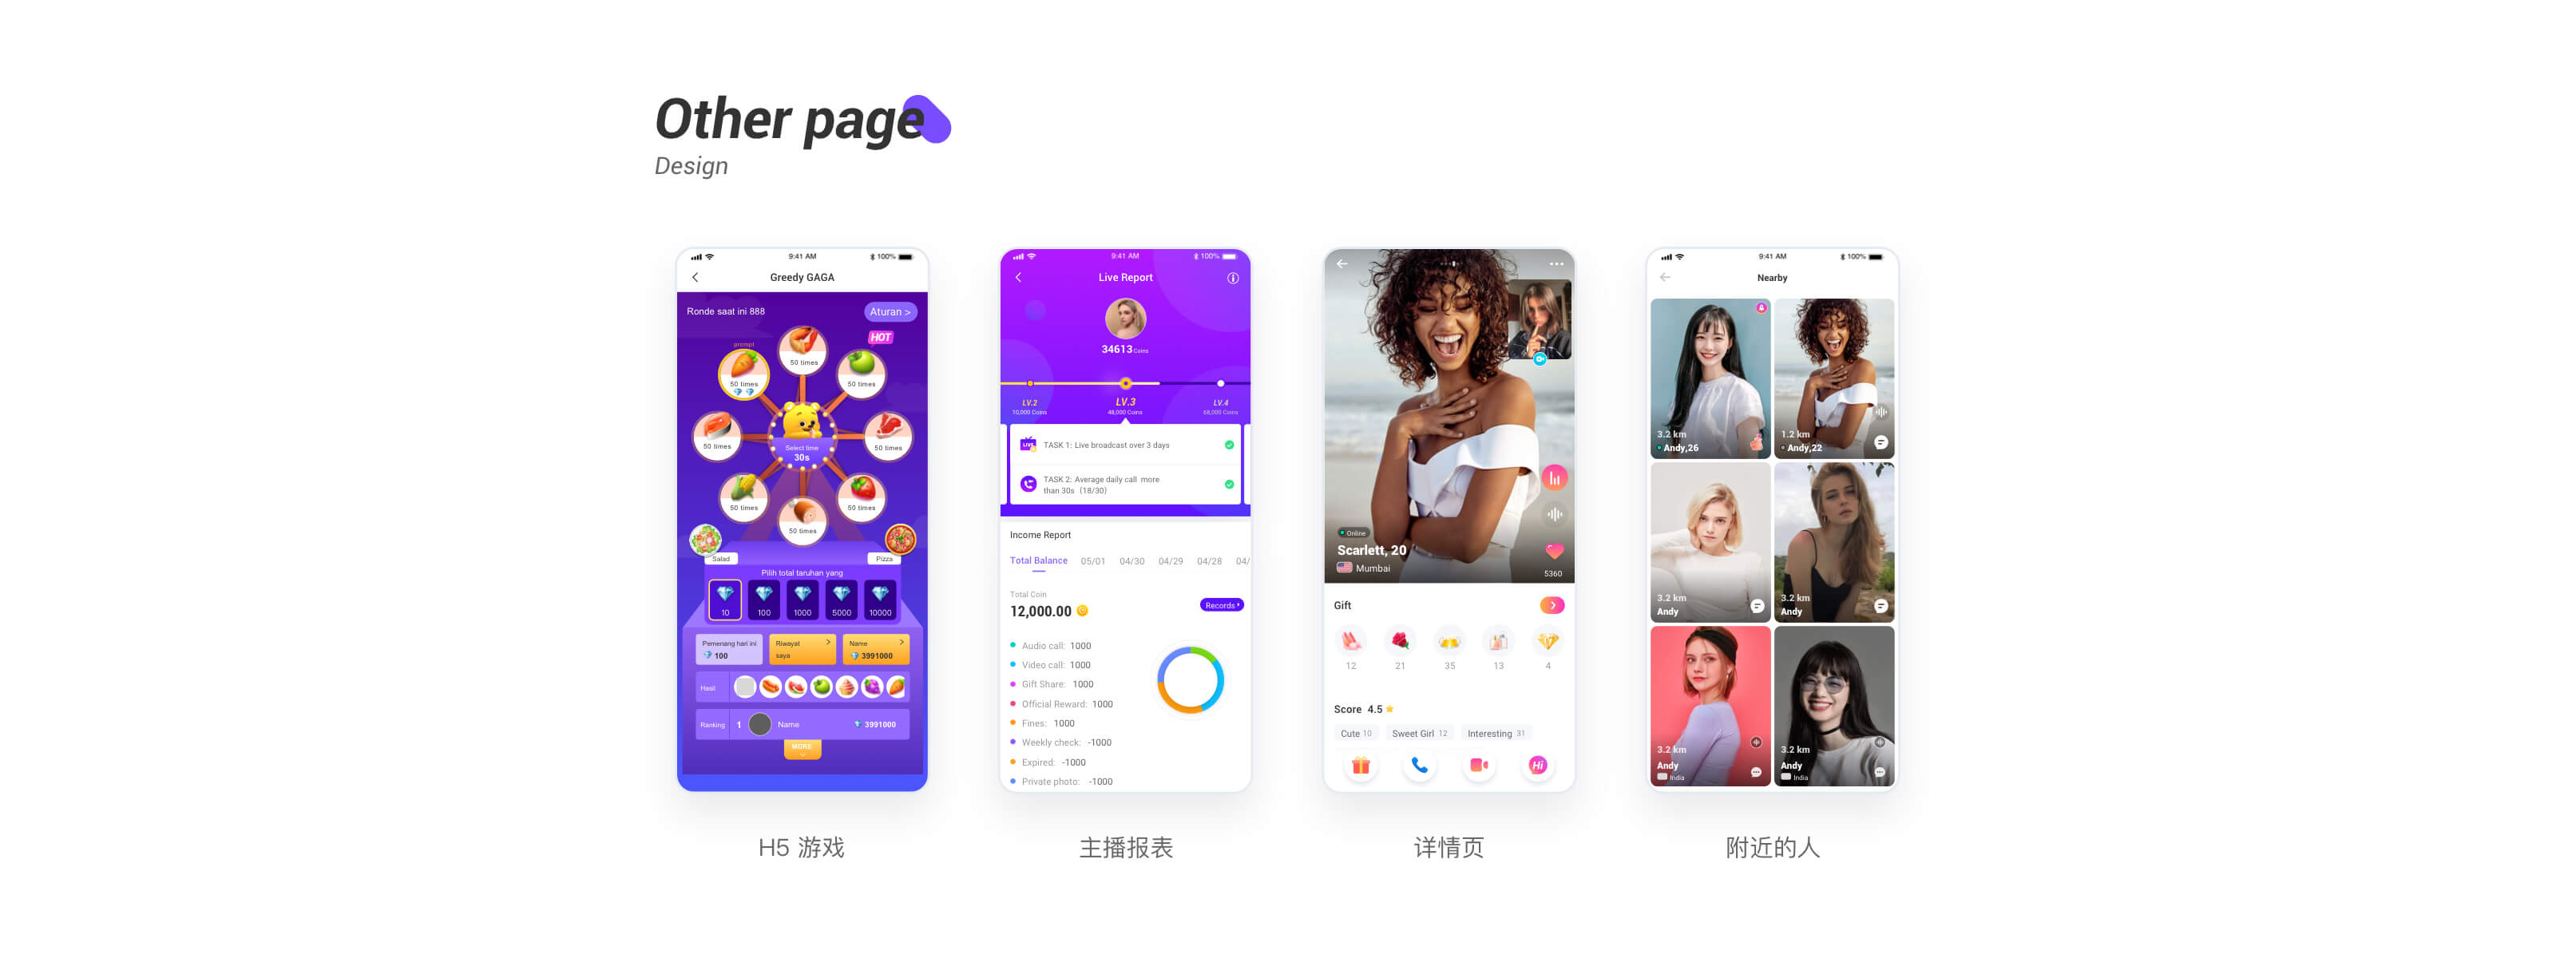 Other page
Design
9:41 AM
100%
Greedy GAGA
Ronde saat ini 888
Aturan >
HOT
prompt
50 times
50 times
50 times
50 times
50 times
Select time
30s
50 times
50 times
50 times
Salad
Pizza
Pilih total taruhan yang
10
100
1000
5000
10000
Pemenang hari ini
100
Riwayat
saya
Name
3991000
Hasil
Ranking
1
Name
3991000
MORE
H5 游戏
9:41 AM
100%
Live Report
34613 Coins
LV.2
10,000 Coins
LV.3
48,000 Coins
LV.4
68,000 Coins
LIVE
TASK 1: Live broadcast over 3 days
TASK 2: Average daily call more
than 30s (18/30)
Income Report
Total Balance 05/01 04/30 04/29 04/28 04/
Total Coin
12,000.00
Records
Audio call: 1000
Video call: 1000
Gift Share: 1000
Official Reward: 1000
Fines: 1000
Weekly check: -1000
Expired: -1000
Private photo: -1000
主播报表
Online
Scarlett, 20
Mumbai
5360
Gift
12 21 35 13 4
Score 4.5
Cute 10 Sweet Girl 12 Interesting 31
Hi
详情页
9:41 AM
100%
Nearby
3.2 km
Andy,26
1.2 km
Andy,22
3.2 km
Andy
3.2 km
Andy
3.2 km
Andy
India
3.2 km
Andy
India
附近的人